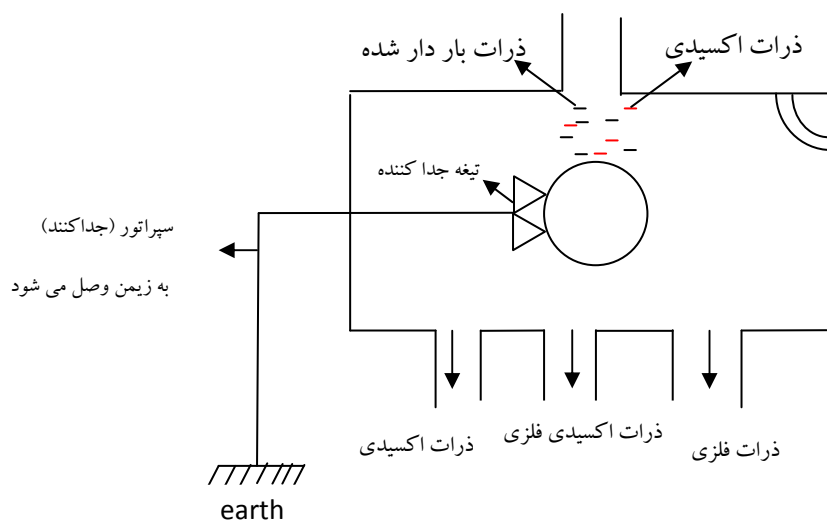 ذرات اکسیدی
ذرات بار دار شده
تیغه جدا کننده
سپراتور (جداکنند)
به زیمن وصل می شود
ذرات اکسیدی
ذرات اکسیدی فلزی
ذرات فلزی
earth